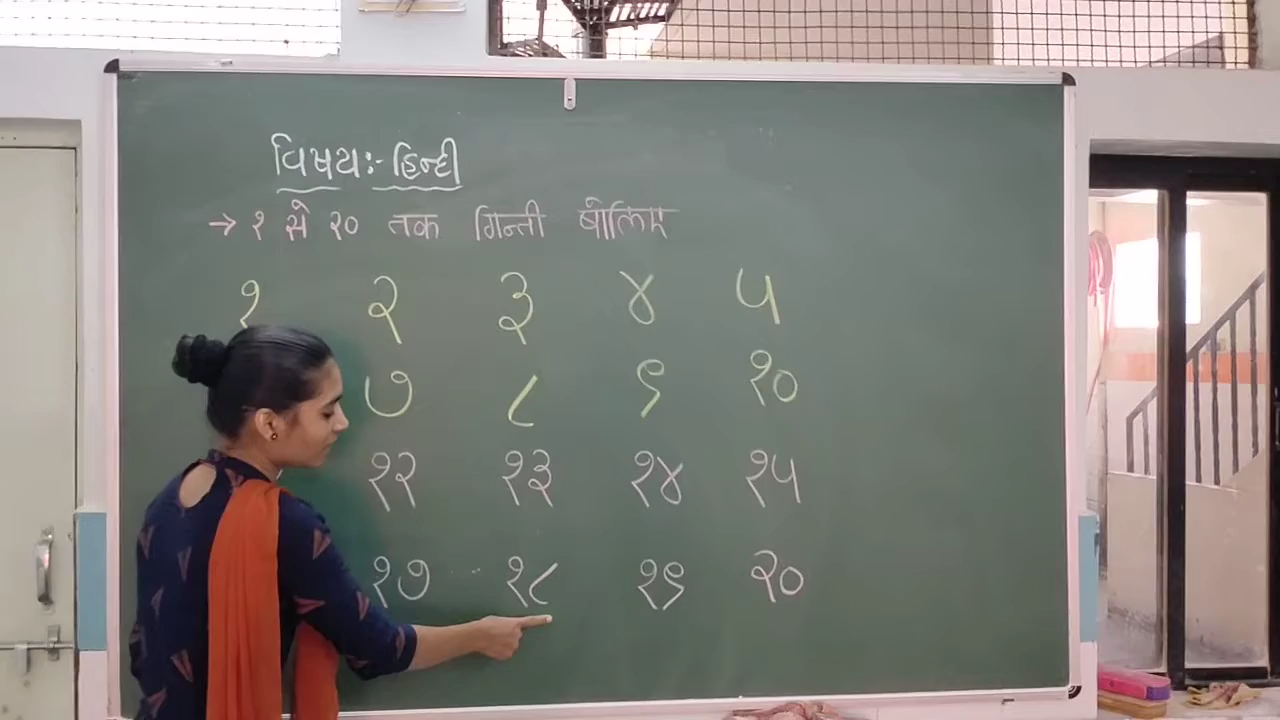 विषय:- हिन्दी
→ १ से २० तक गिन्ती बोलिए
१ २ ३ ४ ५
७ ८ ९ १०
१२ १३ १४ १५
१७ १८ १९ २०